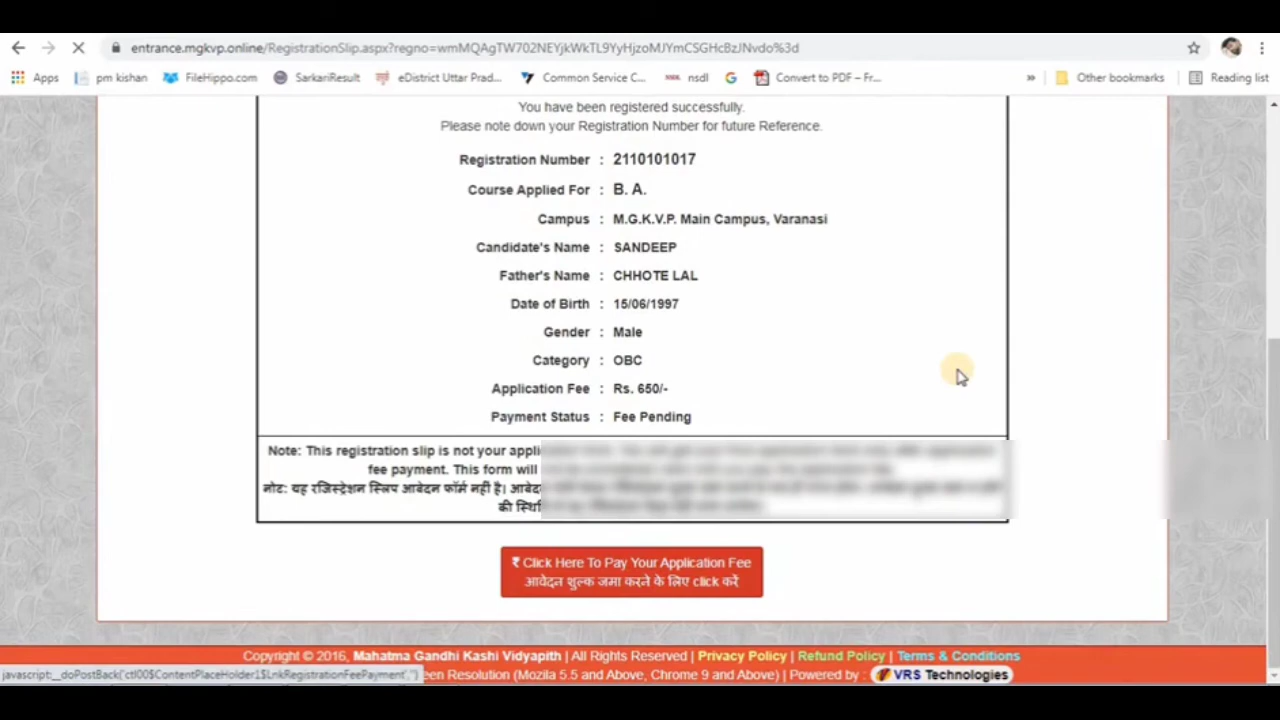 entrance.mgkvp.online/RegistrationSlip.aspx?regno=wmMQAgTW702NEYjkWkTL9YyHjzoMJYmCSGHcBzJNvdo%3d
Apps pm kishan FileHippo.com SarkariResult eDistrict Uttar Prad... Common Service C... nsdl Convert to PDF – Fr... » Other bookmarks Reading list
You have been registered successfully.
Please note down your Registration Number for future Reference.
Registration Number : 2110101017
Course Applied For : B. A.
Campus : M.G.K.V.P. Main Campus, Varanasi
Candidate's Name : SANDEEP
Father's Name : CHHOTE LAL
Date of Birth : 15/06/1997
Gender : Male
Category : OBC
Application Fee : Rs. 650/-
Payment Status : Fee Pending
Note: This registration slip is not your appli
fee payment. This form will
नोट: यह रजिस्ट्रेशन स्लिप आवेदन फॉर्म नहीं है। आवेद
की स्थिति
₹ Click Here To Pay Your Application Fee
आवेदन शुल्क जमा करने के लिए click करें
Copyright © 2016, Mahatma Gandhi Kashi Vidyapith | All Rights Reserved | Privacy Policy | Refund Policy | Terms & Conditions
javascript:__doPostBack('ctl00$ContentPlaceHolder1$LnkRegistrationFeePayment','') een Resolution (Mozila 5.5 and Above, Chrome 9 and Above) | Powered by : VRS Technologies